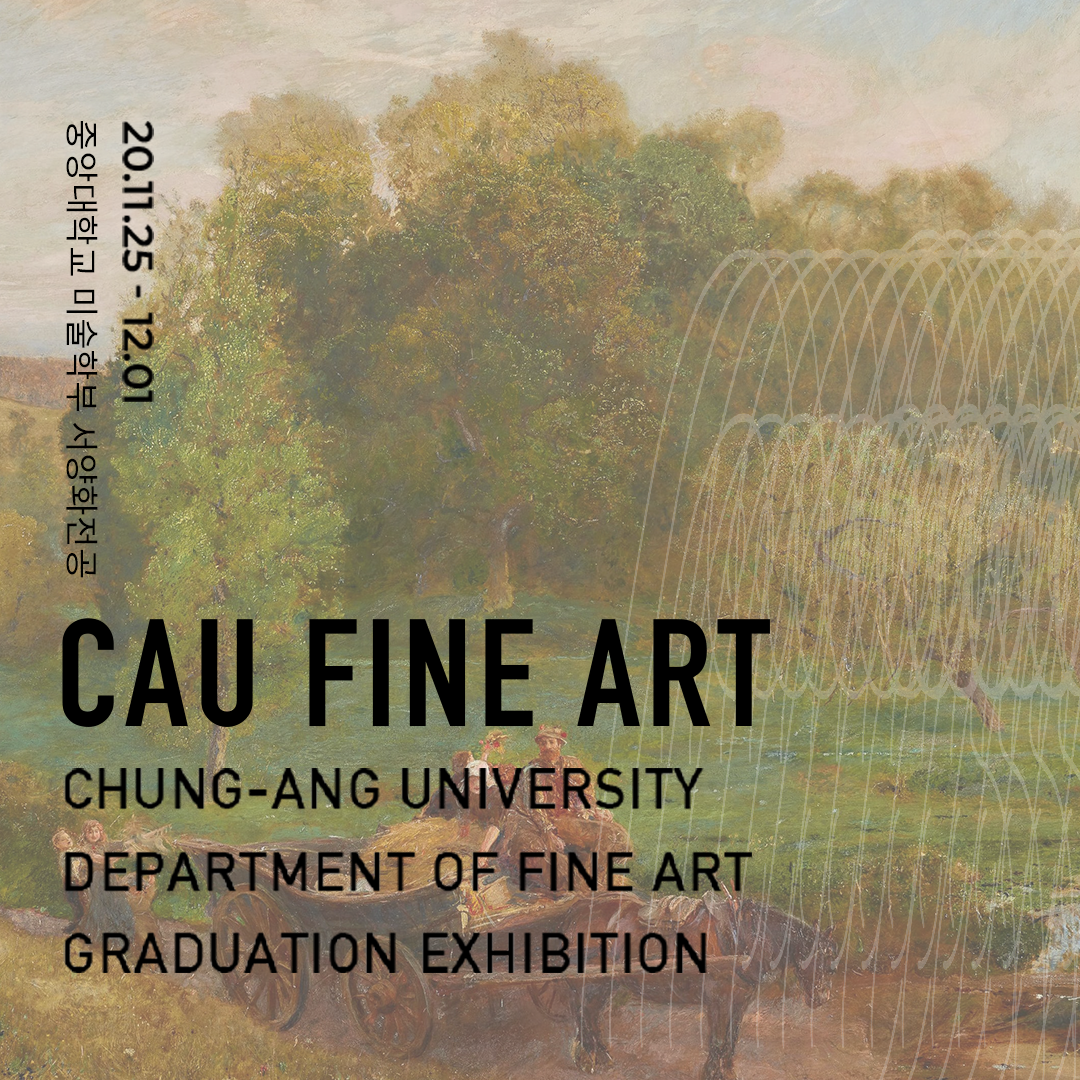 20.11.25 - 12.01
중앙대학교 미술학부 서양화전공
CAU FINE ART
CHUNG-ANG UNIVERSITY
DEPARTMENT OF FINE ART
GRADUATION EXHIBITION